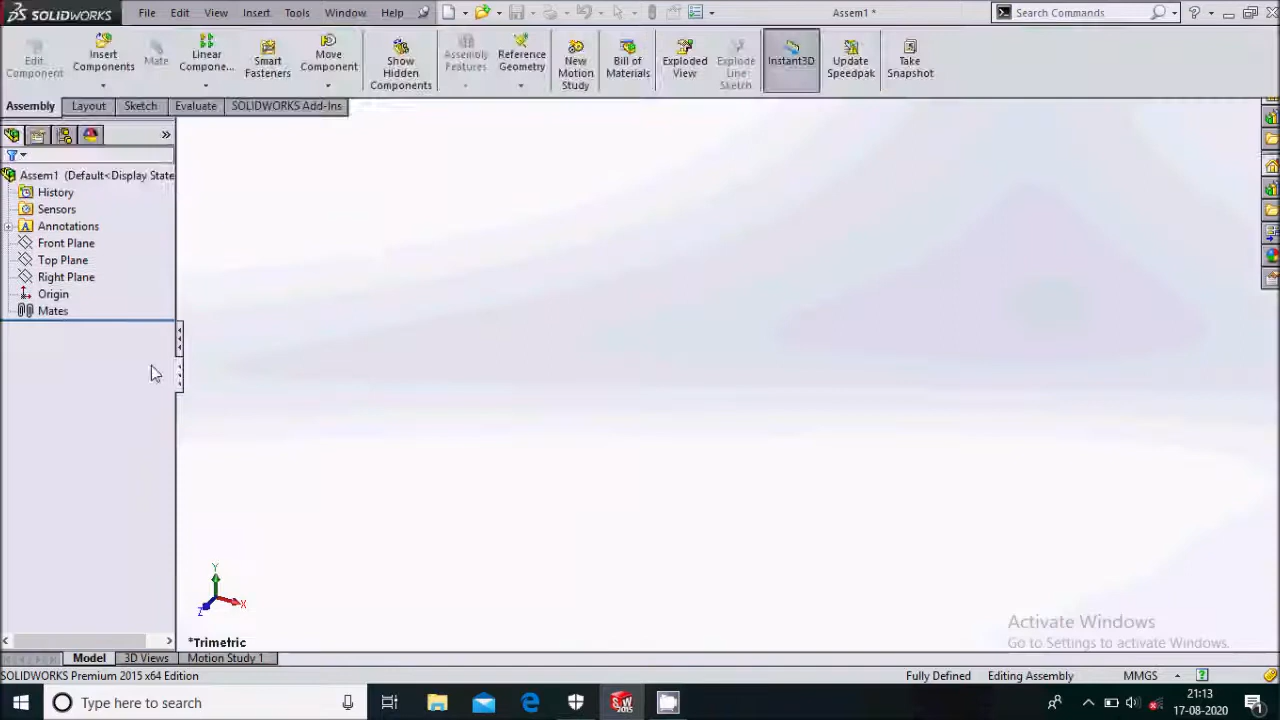 SOLIDWORKS File Edit View Insert Tools Window Help Assem1 * Search Commands
Edit Component
Insert Components
Mate
Linear Compone...
Smart Fasteners
Move Component
Show Hidden Components
Assembly Features
Reference Geometry
New Motion Study
Bill of Materials
Exploded View
Explode Line Sketch
Instant3D
Update Speedpak
Take Snapshot
Assembly Layout Sketch Evaluate SOLIDWORKS Add-Ins
Assem1 (Default<Display State
History
Sensors
Annotations
Front Plane
Top Plane
Right Plane
Origin
Mates
Y
Z X
*Trimetric
Activate Windows
Go to Settings to activate Windows.
Model 3D Views Motion Study 1
SOLIDWORKS Premium 2015 x64 Edition Fully Defined Editing Assembly MMGS
Type here to search
21:13
17-08-2020